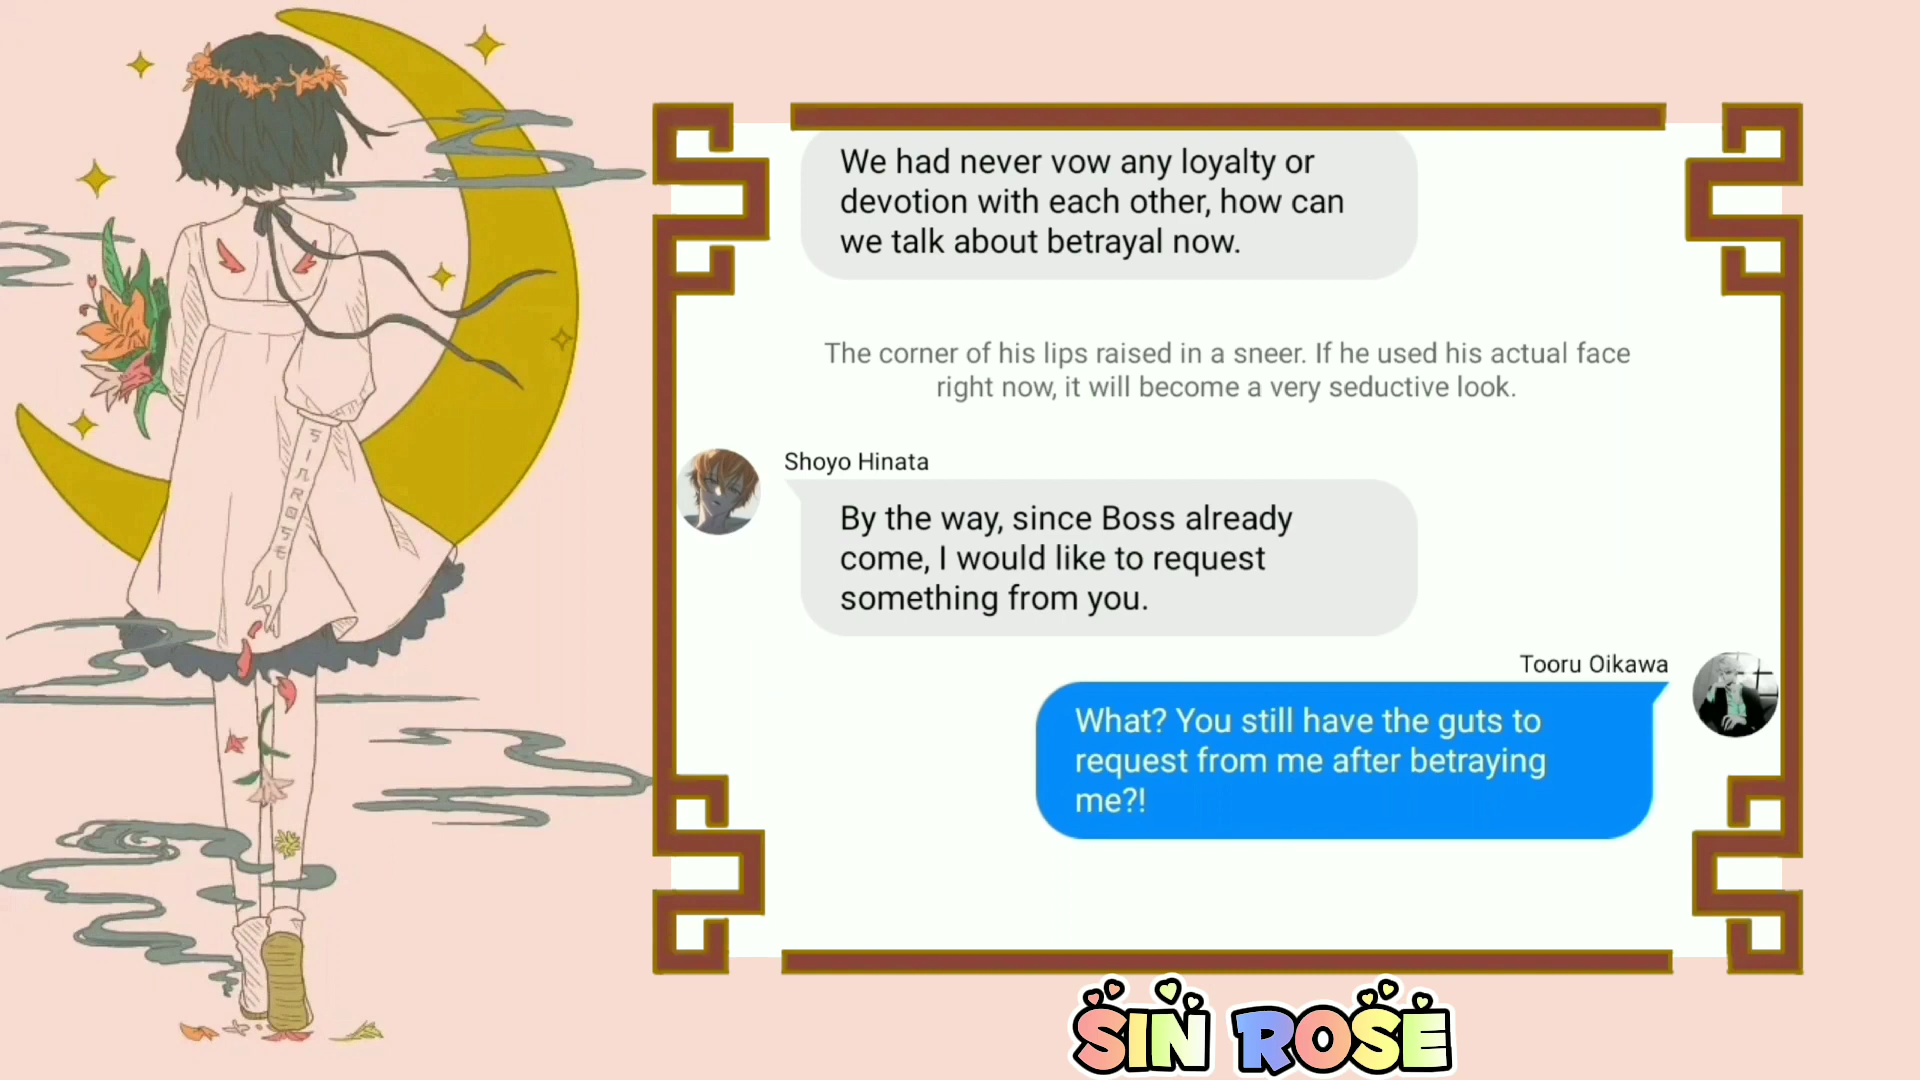 We had never vow any loyalty or
devotion with each other, how can
we talk about betrayal now.
The corner of his lips raised in a sneer. If he used his actual face
right now, it will become a very seductive look.
Shoyo Hinata
By the way, since Boss already
come, I would like to request
something from you.
Tooru Oikawa
What? You still have the guts to
request from me after betraying
me?!
SINROSE
SIN ROSE